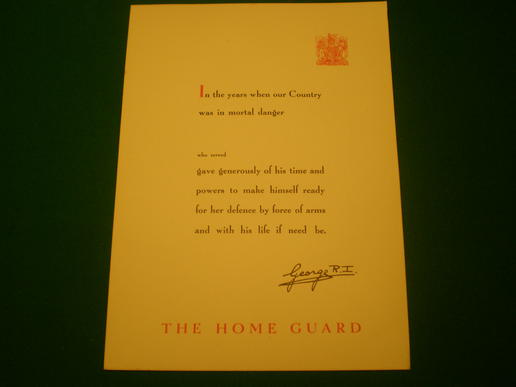 In the years when our Country
was in mortal danger
who served
gave generously of his time and
powers to make himself ready
for her defence by force of arms
and with his life if need be.
George R.I.
THE HOME GUARD